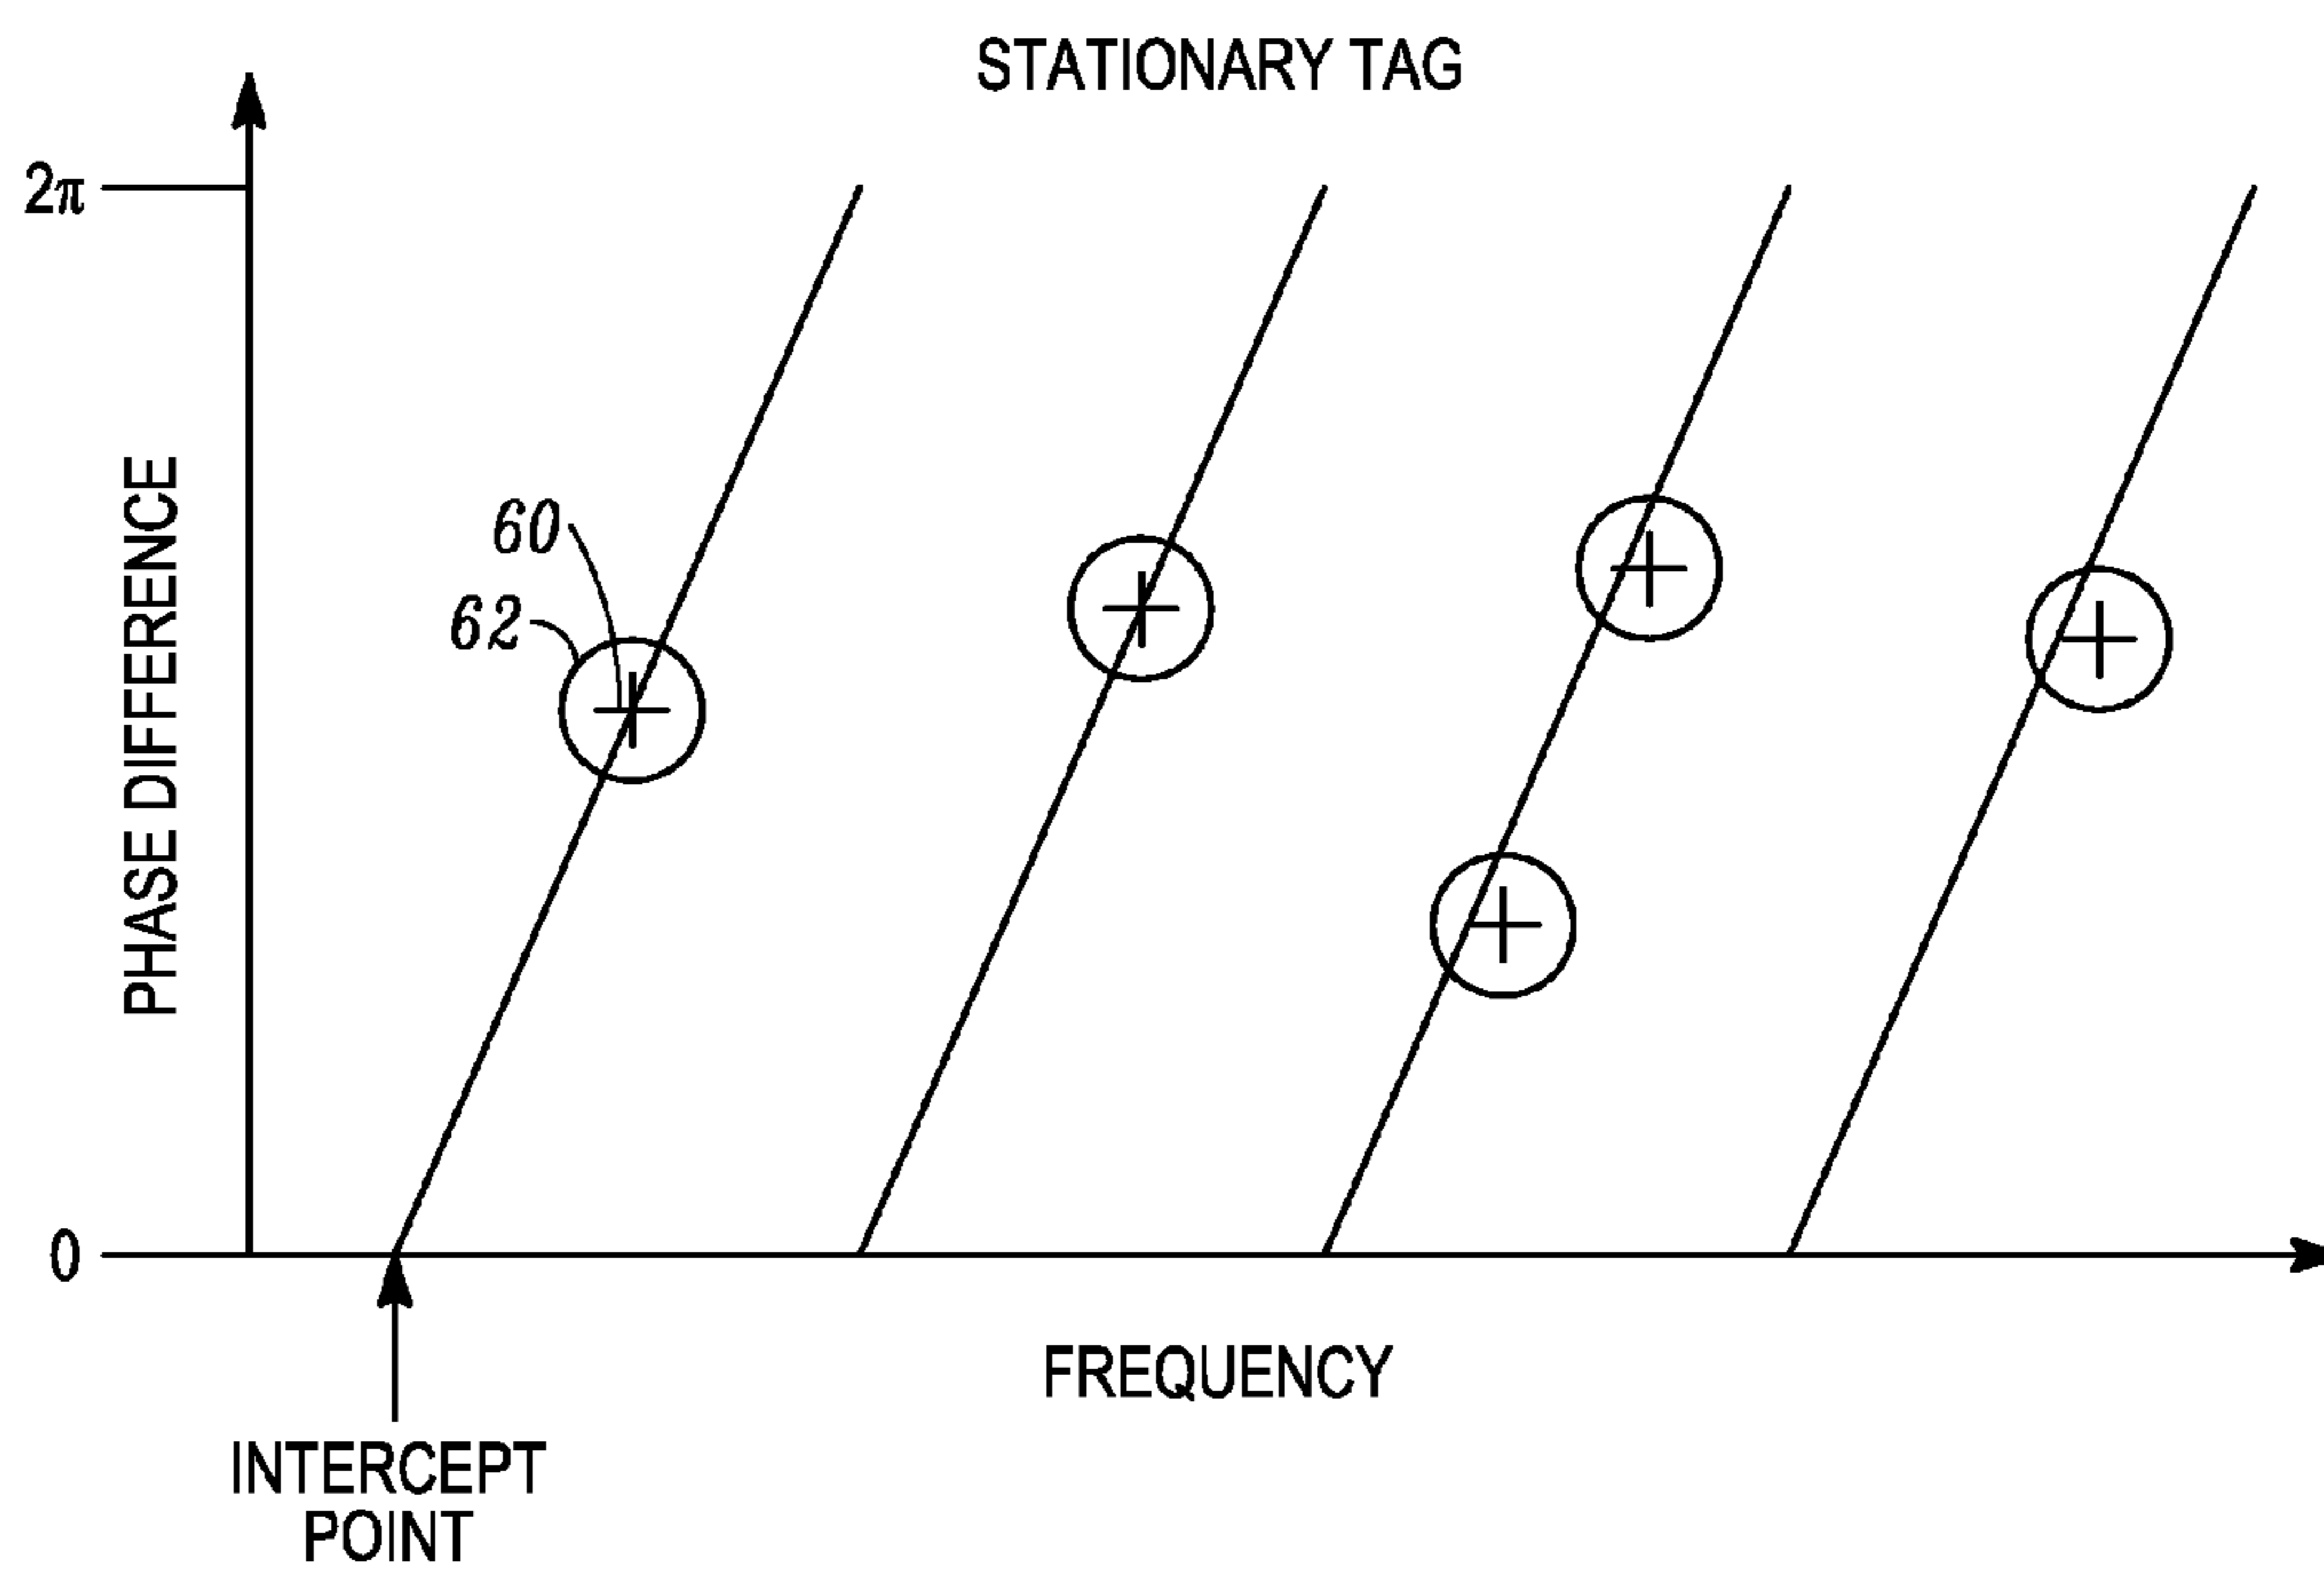 STATIONARY TAG
2π
PHASE DIFFERENCE
60
62
0
FREQUENCY
INTERCEPT
POINT